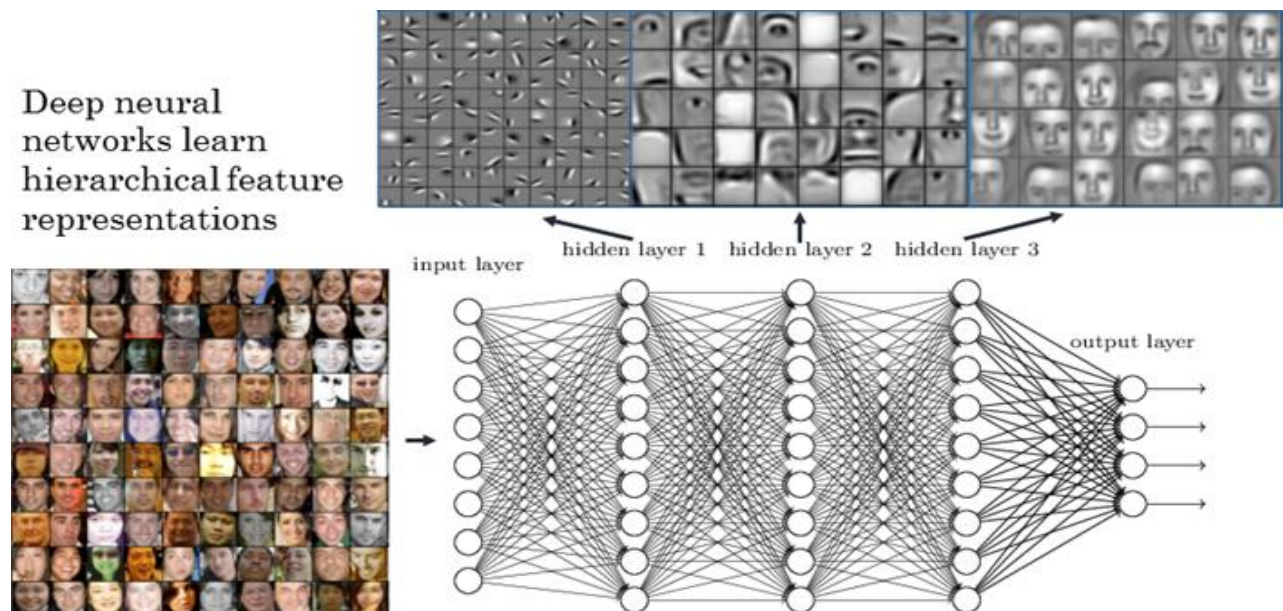 Deep neural
networks learn
hierarchical feature
representations
hidden layer 1
hidden layer 2
hidden layer 3
input layer
output layer